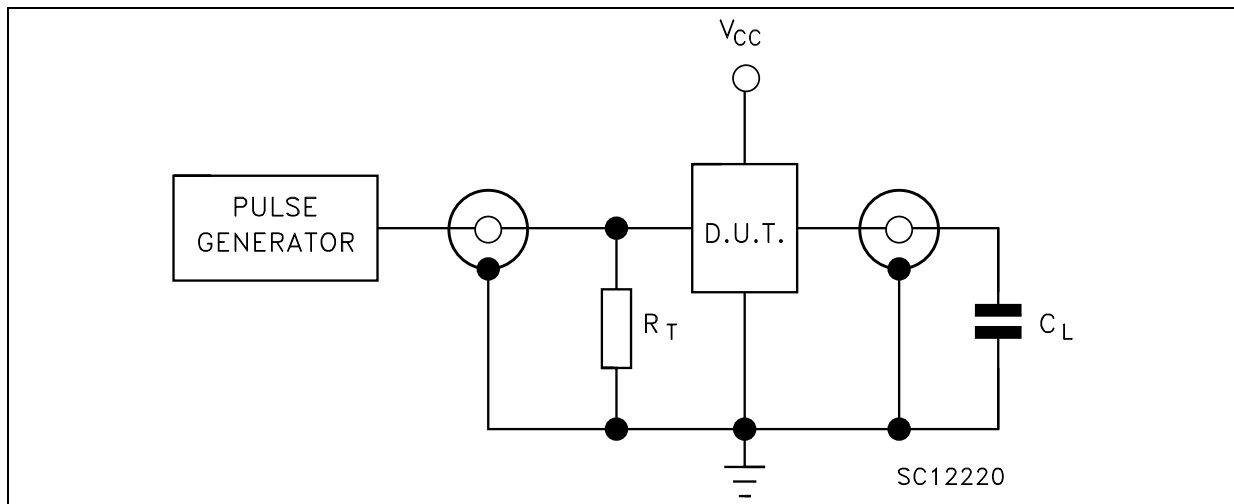 VCC
PULSE
GENERATOR
D.U.T.
RT
CL
SC12220